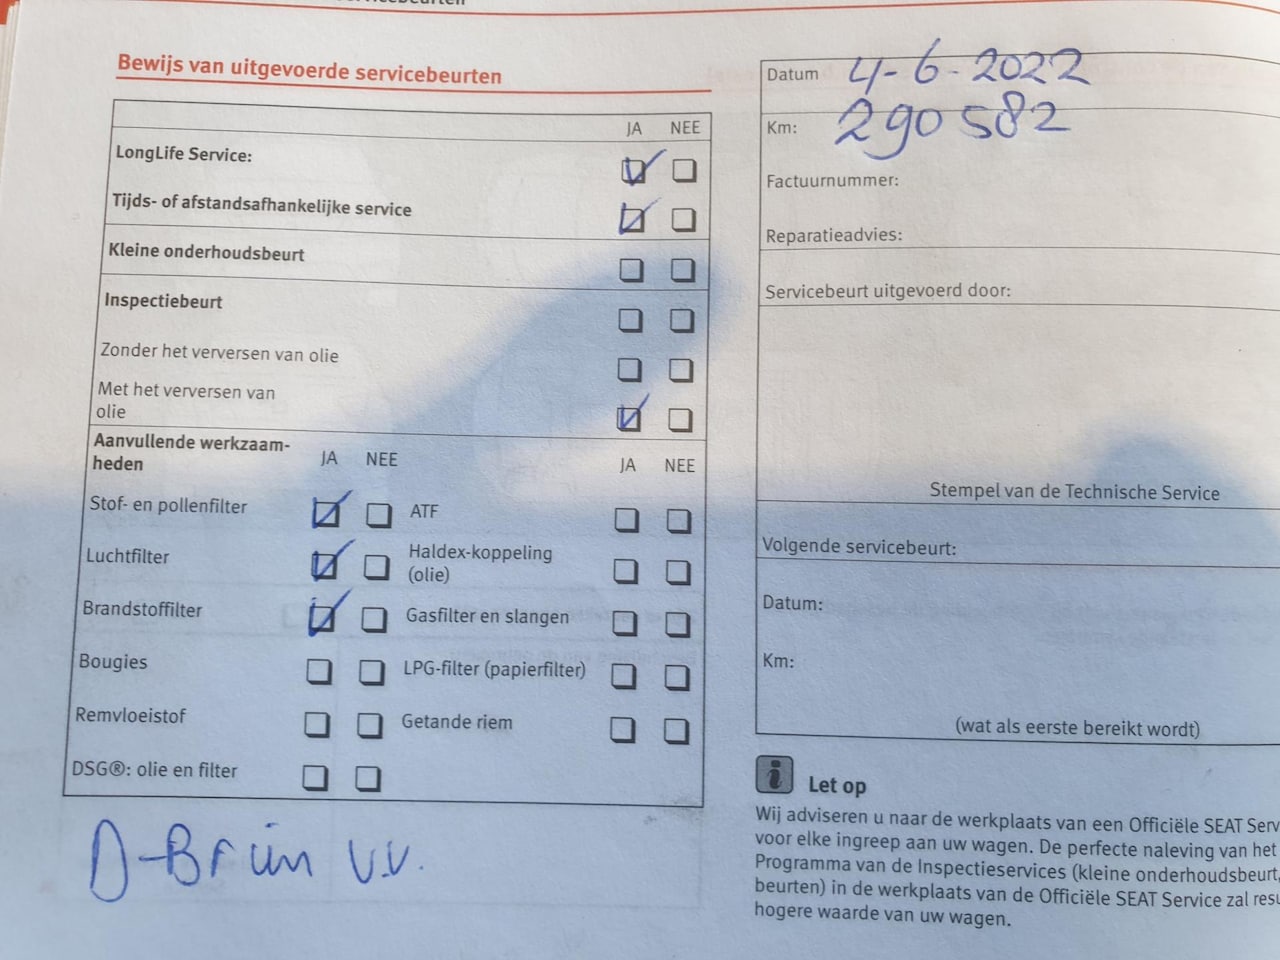 Bewijs van uitgevoerde servicebeurten
JA NEE
LongLife Service:
Tijds- of afstandsafhankelijke service
Kleine onderhoudsbeurt
Inspectiebeurt
Zonder het verversen van olie
Met het verversen van
olie
Aanvullende werkzaam-
heden
JA NEE
JA NEE
Stof- en pollenfilter
ATF
Luchtfilter
Haldex-koppeling
(olie)
Brandstoffilter
Gasfilter en slangen
Bougies
LPG-filter (papierfilter)
Remvloeistof
Getande riem
DSG®: olie en filter
D-Brun v.v.
Datum 4-6-2022
Km: 290 582
Factuurnummer:
Reparatieadvies:
Servicebeurt uitgevoerd door:
Stempel van de Technische Service
Volgende servicebeurt:
Datum:
Km:
(wat als eerste bereikt wordt)
i Let op
Wij adviseren u naar de werkplaats van een Officiële SEAT Serv
voor elke ingreep aan uw wagen. De perfecte naleving van het
Programma van de Inspectieservices (kleine onderhoudsbeurt,
beurten) in de werkplaats van de Officiële SEAT Service zal resu
hogere waarde van uw wagen.